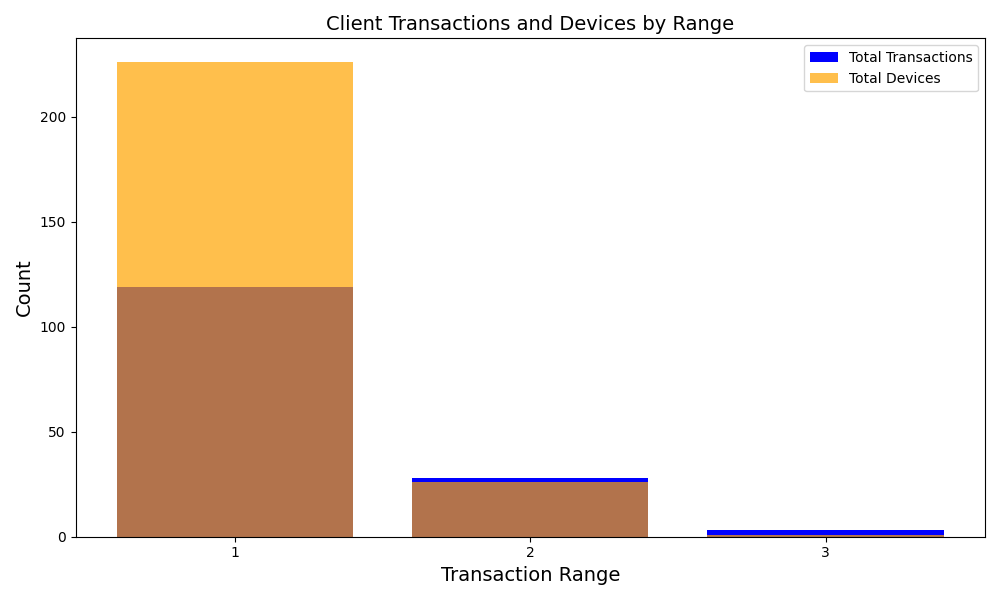 Client Transactions and Devices by Range
Total Transactions
Total Devices
200
150
100
50
0
Count
1
2
3
Transaction Range